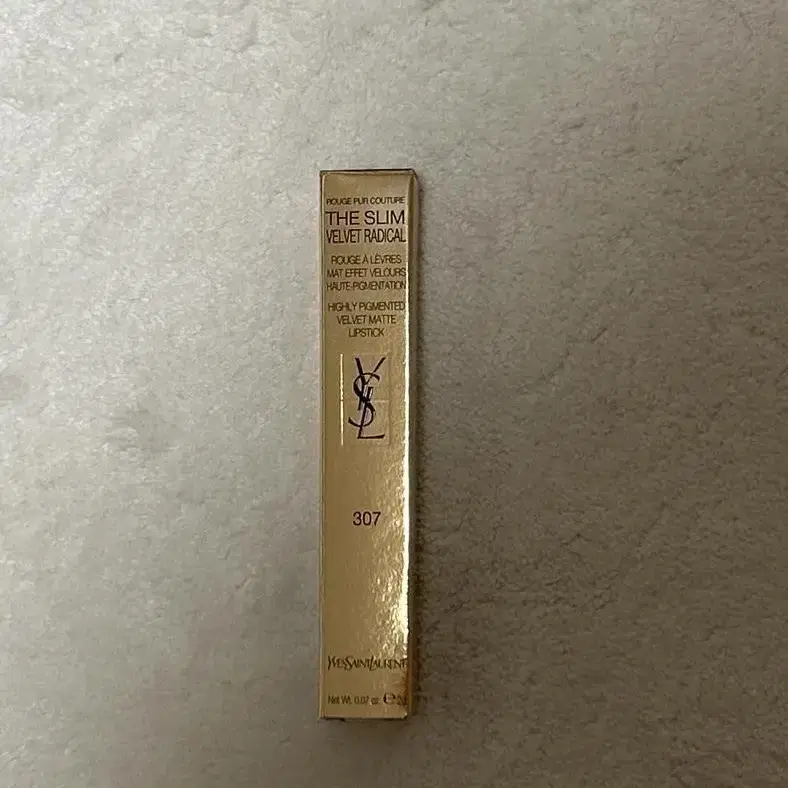 ROUGE PUR COUTURE
THE SLIM
VELVET RADICAL
ROUGE À LÈVRES
MAT EFFET VELOURS
HAUTE-PIGMENTATION
HIGHLY PIGMENTED
VELVET MATTE
LIPSTICK
YSL
307
YVESSAINTLAURENT
Net Wt. 0.07 oz. ℮ 2g